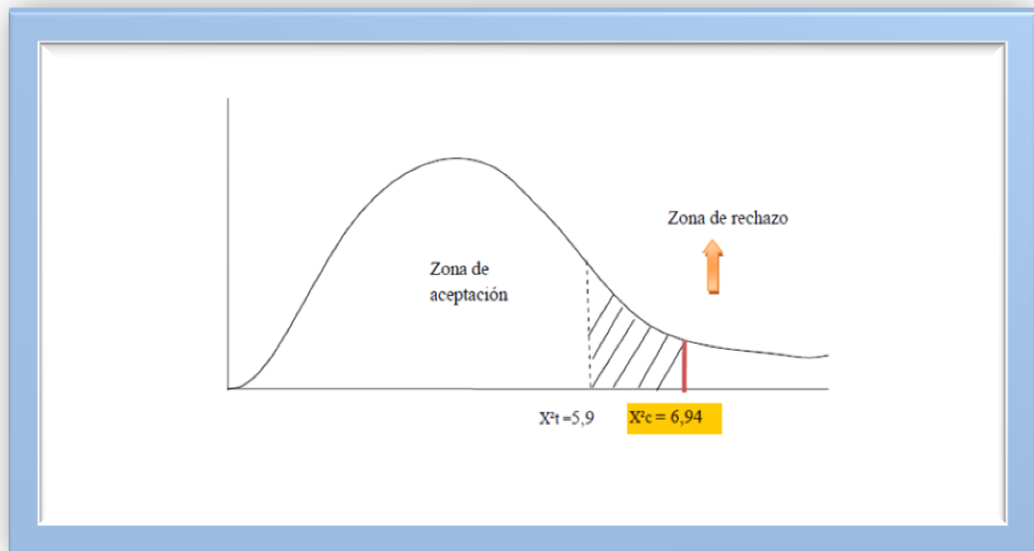 Zona de rechazo
Zona de
aceptación
X²t =5,9
X²c = 6,94